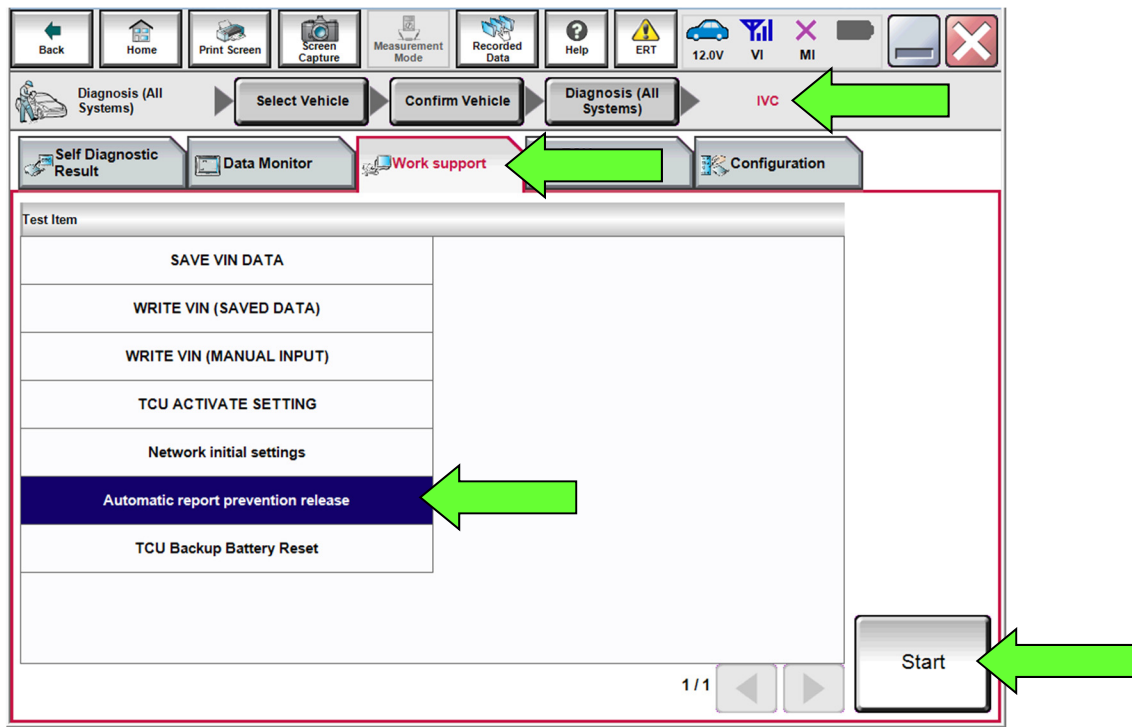 Back
Home
Print Screen
Screen
Capture
Measurement
Mode
Recorded
Data
Help
ERT
12.0V
VI
MI
Diagnosis (All
Systems)
Select Vehicle
Confirm Vehicle
Diagnosis (All
Systems)
IVC
Self Diagnostic
Result
Data Monitor
Work support
Configuration
Test Item
SAVE VIN DATA
WRITE VIN (SAVED DATA)
WRITE VIN (MANUAL INPUT)
TCU ACTIVATE SETTING
Network initial settings
Automatic report prevention release
TCU Backup Battery Reset
1/1
Start